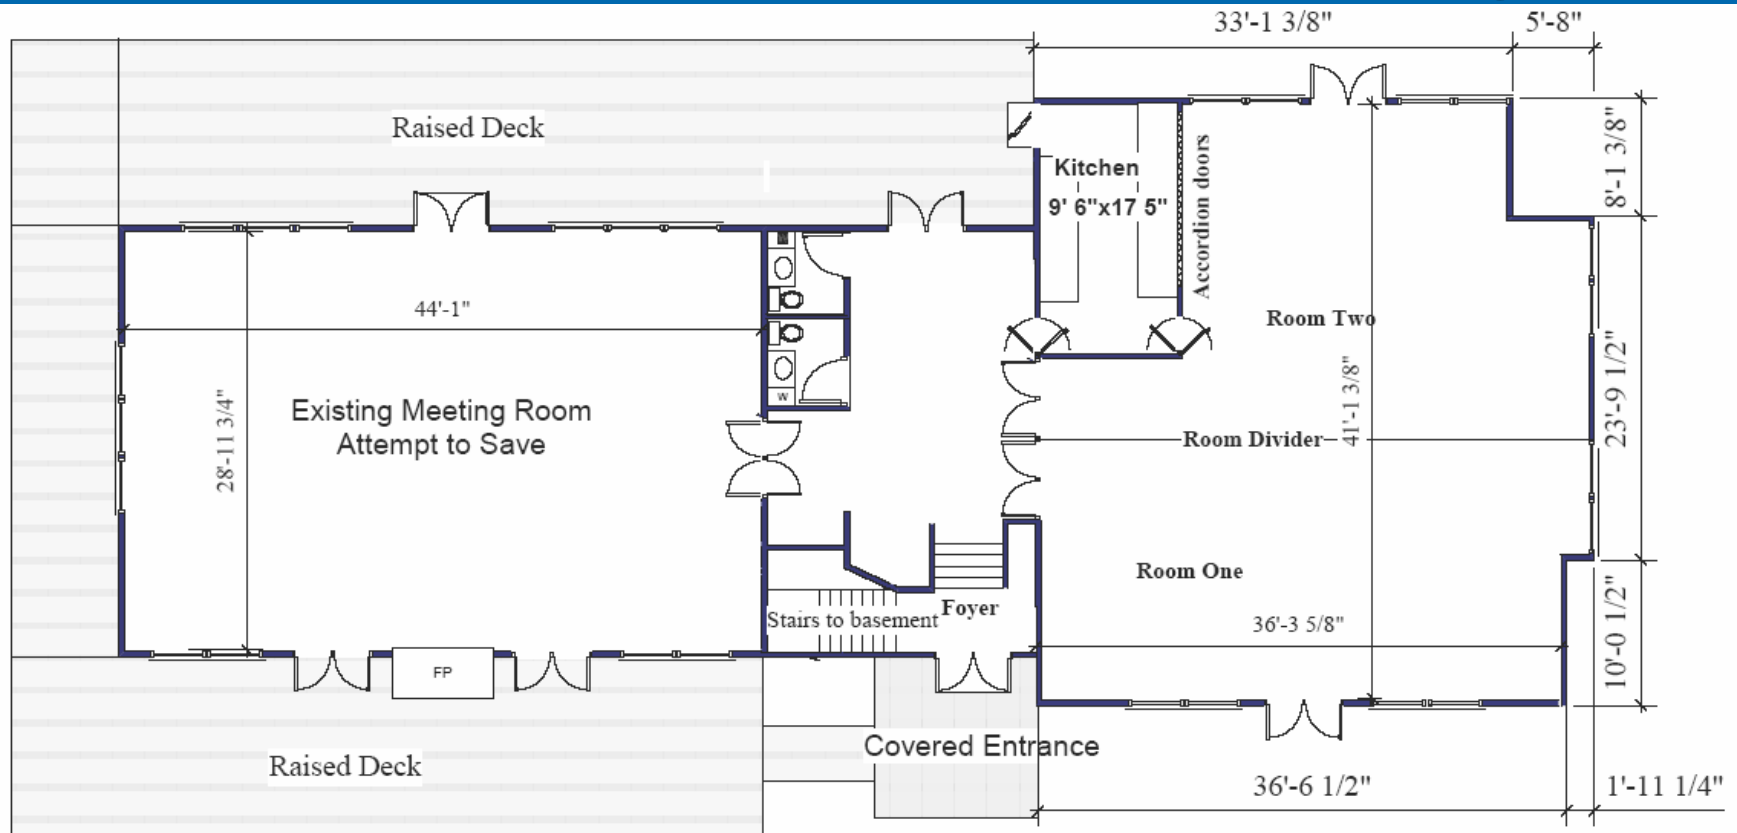 33'-1 3/8"
5'-8"
Raised Deck
8'-1 3/8"
Kitchen
9' 6"x17 5"
Accordion doors
44'-1"
Room Two
28'-11 3/4"
Existing Meeting Room
Attempt to Save
41'-1 3/8"
23'-9 1/2"
W
Room Divider
Room One
Foyer
Stairs to basement
36'-3 5/8"
10'-0 1/2"
FP
Covered Entrance
Raised Deck
36'-6 1/2"
1'-11 1/4"